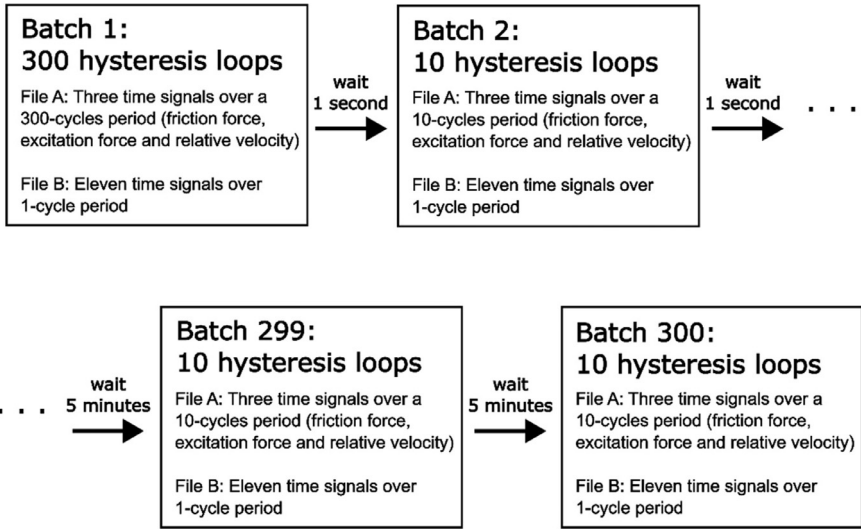 Batch 1:
300 hysteresis loops
File A: Three time signals over a
300-cycles period (friction force,
excitation force and relative velocity)
File B: Eleven time signals over
1-cycle period
wait
1 second
Batch 2:
10 hysteresis loops
File A: Three time signals over a
10-cycles period (friction force,
excitation force and relative velocity)
File B: Eleven time signals over
1-cycle period
wait
1 second
. . .
. . .
wait
5 minutes
Batch 299:
10 hysteresis loops
File A: Three time signals over a
10-cycles period (friction force,
excitation force and relative velocity)
File B: Eleven time signals over
1-cycle period
wait
5 minutes
Batch 300:
10 hysteresis loops
File A: Three time signals over a
10-cycles period (friction force,
excitation force and relative velocity)
File B: Eleven time signals over
1-cycle period